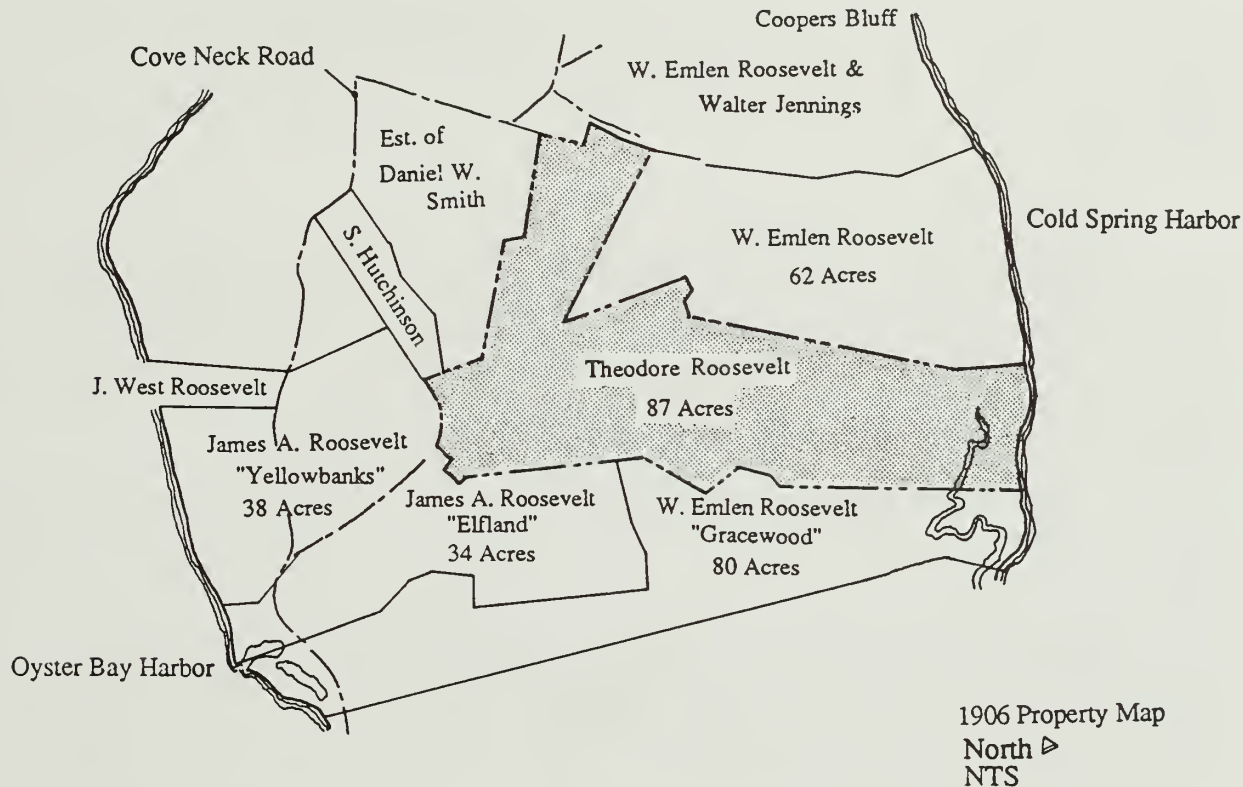 Coopers Bluff
Cove Neck Road
W. Emlen Roosevelt &
Walter Jennings
Est. of
Daniel W.
Smith
S. Hutchinson
W. Emlen Roosevelt
62 Acres
Cold Spring Harbor
Theodore Roosevelt
87 Acres
J. West Roosevelt
James A. Roosevelt
"Yellowbanks"
38 Acres
James A. Roosevelt
"Elfland"
34 Acres
W. Emlen Roosevelt
"Gracewood"
80 Acres
Oyster Bay Harbor
1906 Property Map
North
NTS